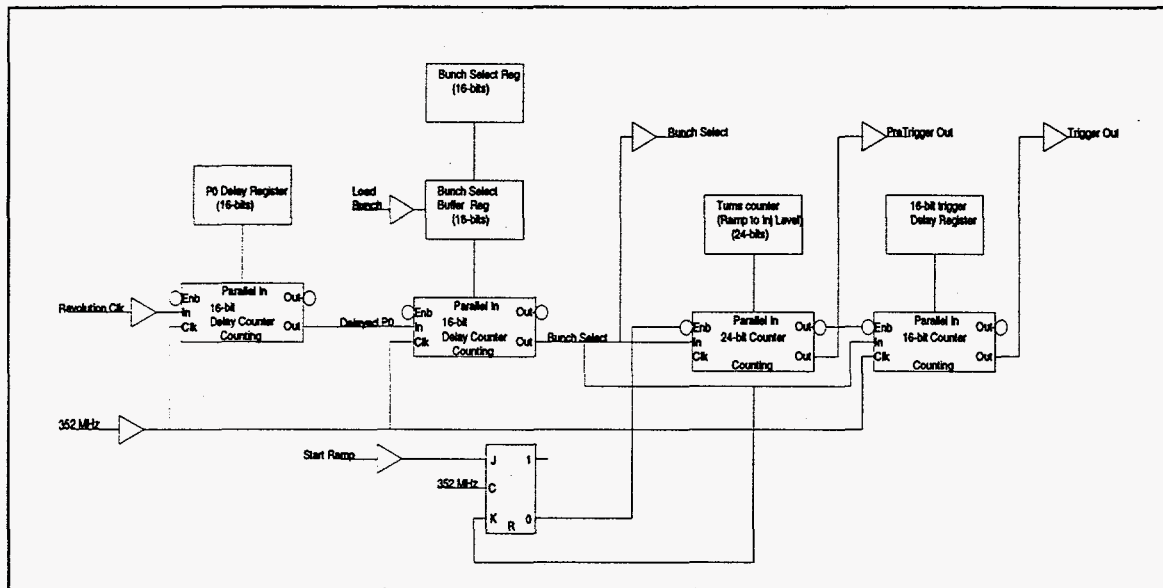 Bunch Select Reg
(16-bits)
Bunch Select
PreTrigger Out
Trigger Out
P0 Delay Register
(16-bits)
Load
Bunch
Bunch Select
Buffer Reg
(16-bits)
Turns counter
(Ramp to Inj Level)
(24-bits)
16-bit trigger
Delay Register
Revolution Clk
Parallel In
Enb
Out
In
16-bit
Clk
Delay Counter
Out
Counting
Delayed P0
Parallel In
Enb
Out
In
16-bit
Clk
Delay Counter
Out
Counting
Bunch Select
Parallel In
Enb
Out
In
24-bit Counter
Clk
Out
Counting
Parallel In
Enb
Out
In
16-bit Counter
Clk
Out
Counting
352 MHz
Start Ramp
J
1
352 MHz
C
K
0
R